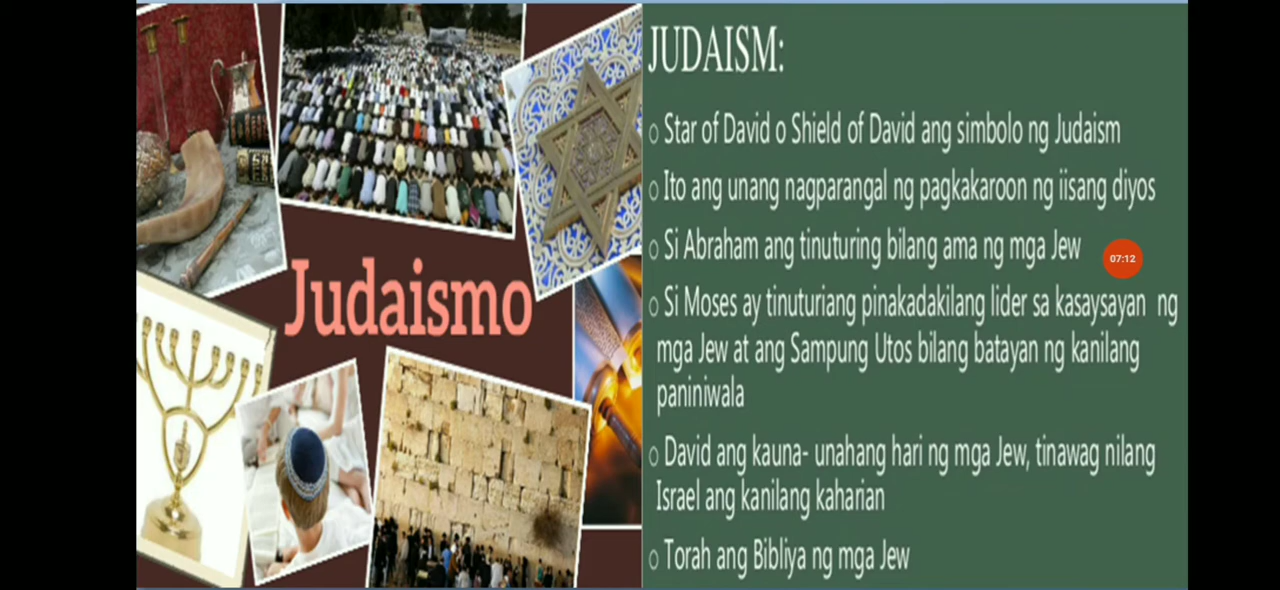 Judaismo
JUDAISM:
o Star of David o Shield of David ang simbolo ng Judaism
o Ito ang unang nagparangal ng pagkakaroon ng iisang diyos
o Si Abraham ang tinuturing bilang ama ng mga Jew
07:12
o Si Moses ay tinuturiang pinakadakilang lider sa kasaysayan ng
mga Jew at ang Sampung Utos bilang batayan ng kanilang
paniniwala
o David ang kauna- unahang hari ng mga Jew, tinawag nilang
Israel ang kanilang kaharian
o Torah ang Bibliya ng mga Jew